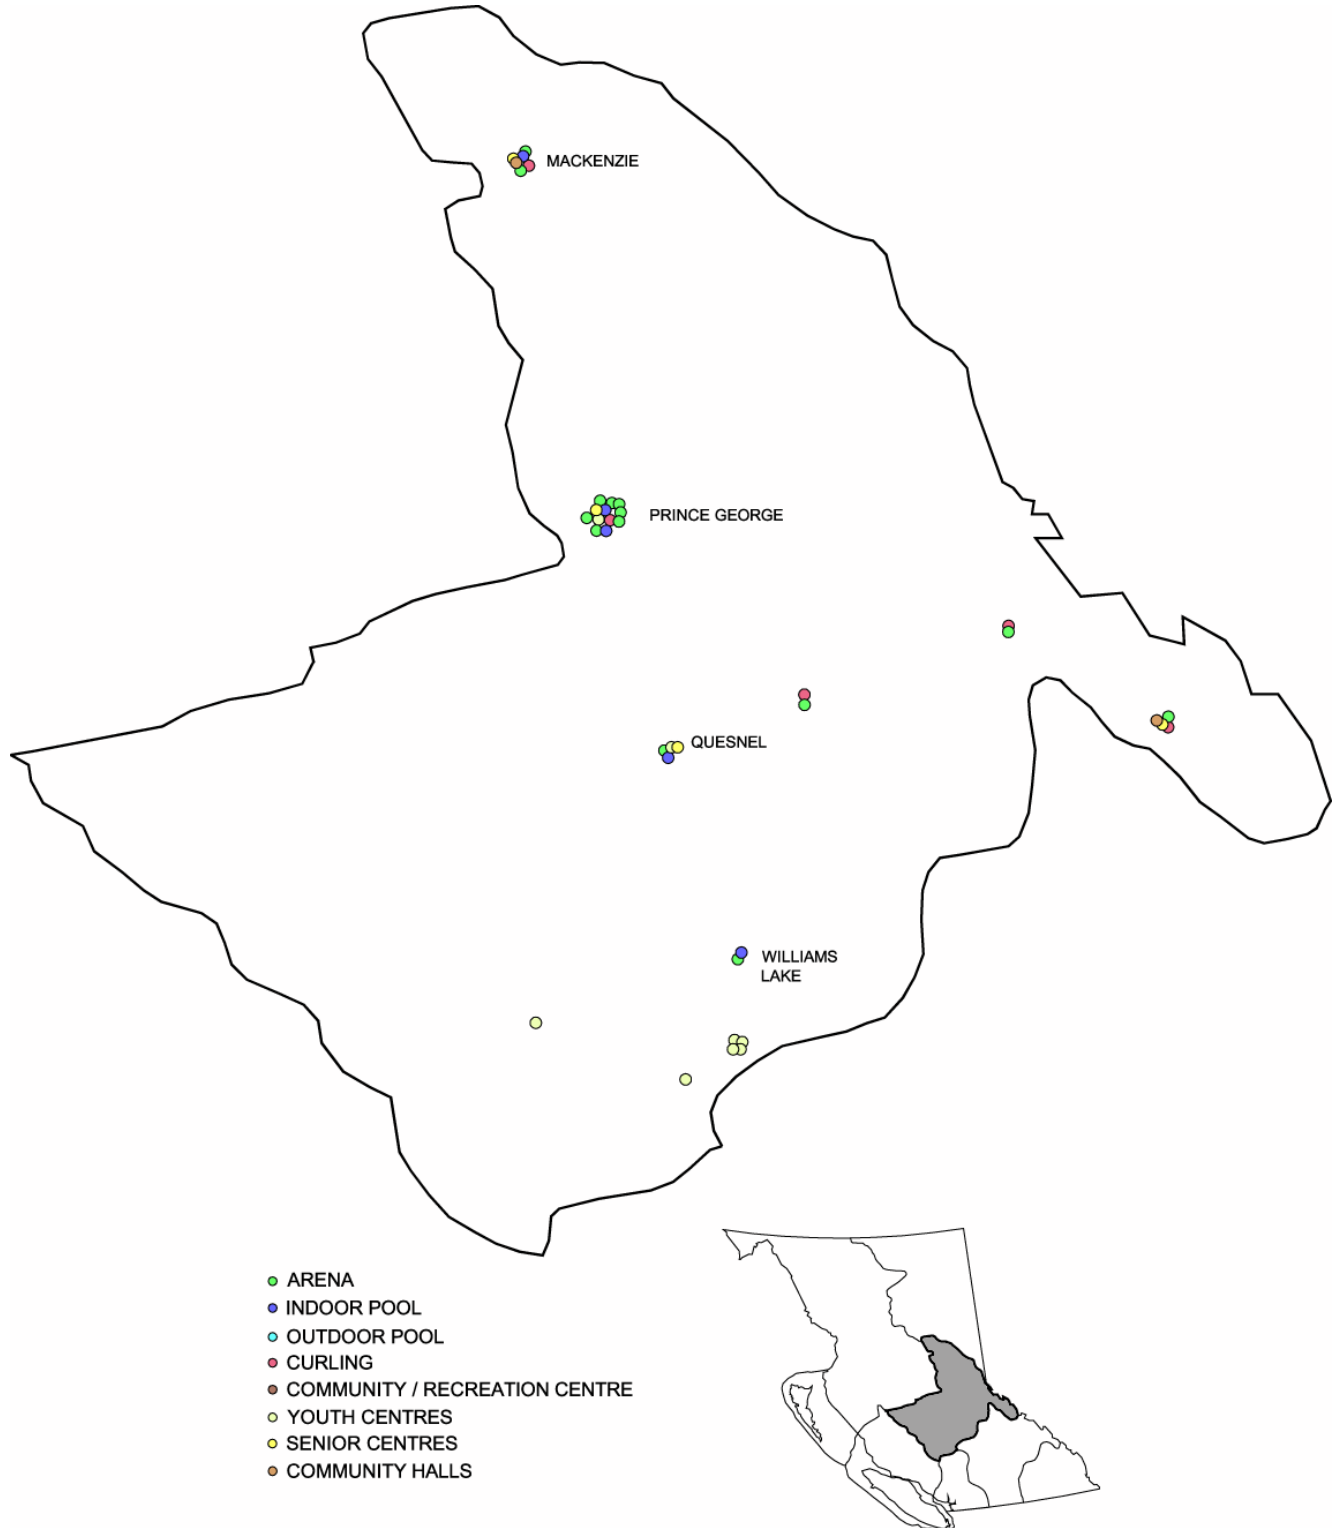 MACKENZIE
PRINCE GEORGE
QUESNEL
WILLIAMS
LAKE
ARENA
INDOOR POOL
OUTDOOR POOL
CURLING
COMMUNITY / RECREATION CENTRE
YOUTH CENTRES
SENIOR CENTRES
COMMUNITY HALLS